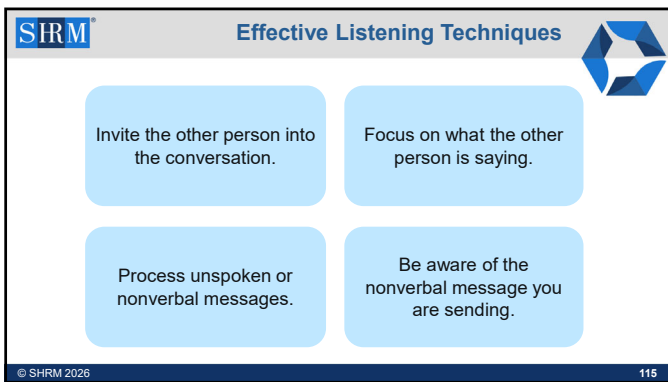 SHRM®
Effective Listening Techniques
Invite the other person into
the conversation.
Focus on what the other
person is saying.
Process unspoken or
nonverbal messages.
Be aware of the
nonverbal message you
are sending.
© SHRM 2026
115